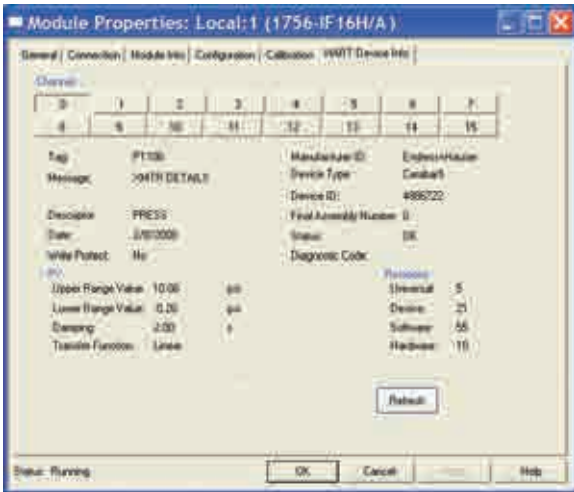 Module Properties: Local:1 (1756-IF16H/A)
General Connection Module Info Configuration Calibration HART Device Info
Channel
0 1 2 3 4 5 6 7
8 9 10 11 12 13 14 15
Tag: Manufacturer ID: Endress+Hauser
Message: XMTR DETAILS Device Type:
Device ID:
Descriptor: PRESS Final Assembly Number: 0
Date: Status: OK
Write Protect: No Diagnostic Code:
PV
Upper Range Value: 10.00 psi
Lower Range Value: psi
Damping: 2.00 s
Transfer Function: Linear
Revisions
Universal: 5
Device: 21
Software:
Hardware:
Refresh
Status: Running OK Cancel Help